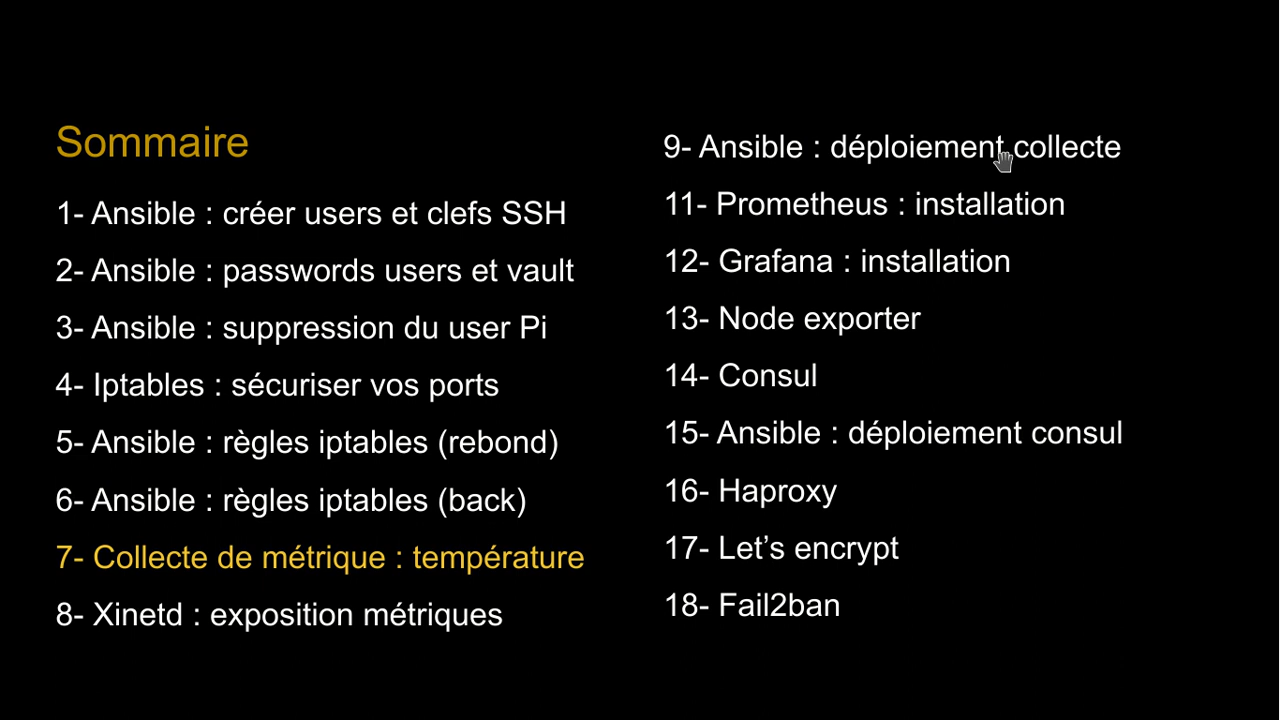 Sommaire
1- Ansible : créer users et clefs SSH
2- Ansible : passwords users et vault
3- Ansible : suppression du user Pi
4- Iptables : sécuriser vos ports
5- Ansible : règles iptables (rebond)
6- Ansible : règles iptables (back)
7- Collecte de métrique : température
8- Xinetd : exposition métriques
9- Ansible : déploiement collecte
11- Prometheus : installation
12- Grafana : installation
13- Node exporter
14- Consul
15- Ansible : déploiement consul
16- Haproxy
17- Let’s encrypt
18- Fail2ban